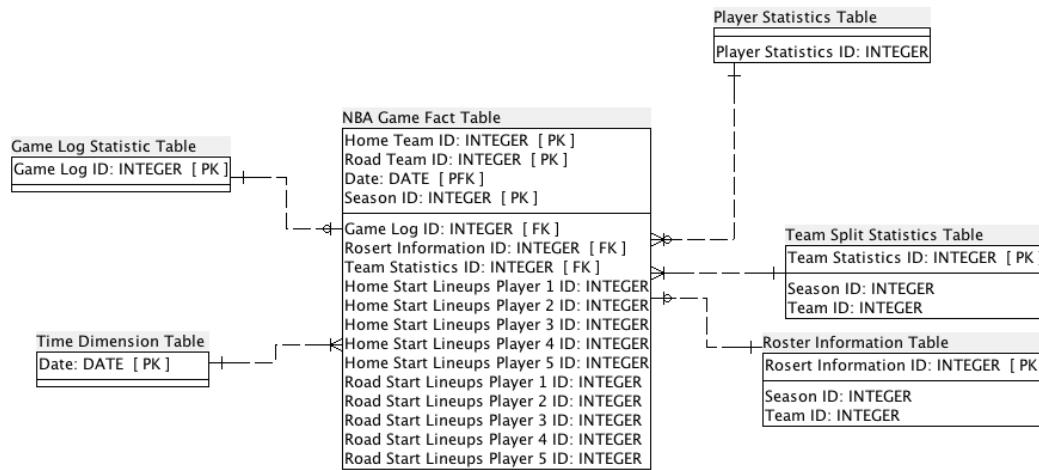 Player Statistics Table
Player Statistics ID: INTEGER
NBA Game Fact Table
Home Team ID: INTEGER [ PK ]
Road Team ID: INTEGER [ PK ]
Date: DATE [ PFK ]
Season ID: INTEGER [ PK ]
Game Log ID: INTEGER [ FK ]
Rosert Information ID: INTEGER [ FK ]
Team Statistics ID: INTEGER [ FK ]
Home Start Lineups Player 1 ID: INTEGER
Home Start Lineups Player 2 ID: INTEGER
Home Start Lineups Player 3 ID: INTEGER
Home Start Lineups Player 4 ID: INTEGER
Home Start Lineups Player 5 ID: INTEGER
Road Start Lineups Player 1 ID: INTEGER
Road Start Lineups Player 2 ID: INTEGER
Road Start Lineups Player 3 ID: INTEGER
Road Start Lineups Player 4 ID: INTEGER
Road Start Lineups Player 5 ID: INTEGER
Game Log Statistic Table
Game Log ID: INTEGER [ PK ]
Time Dimension Table
Date: DATE [ PK ]
Team Split Statistics Table
Team Statistics ID: INTEGER [ PK ]
Season ID: INTEGER
Team ID: INTEGER
Roster Information Table
Rosert Information ID: INTEGER [ PK
Season ID: INTEGER
Team ID: INTEGER